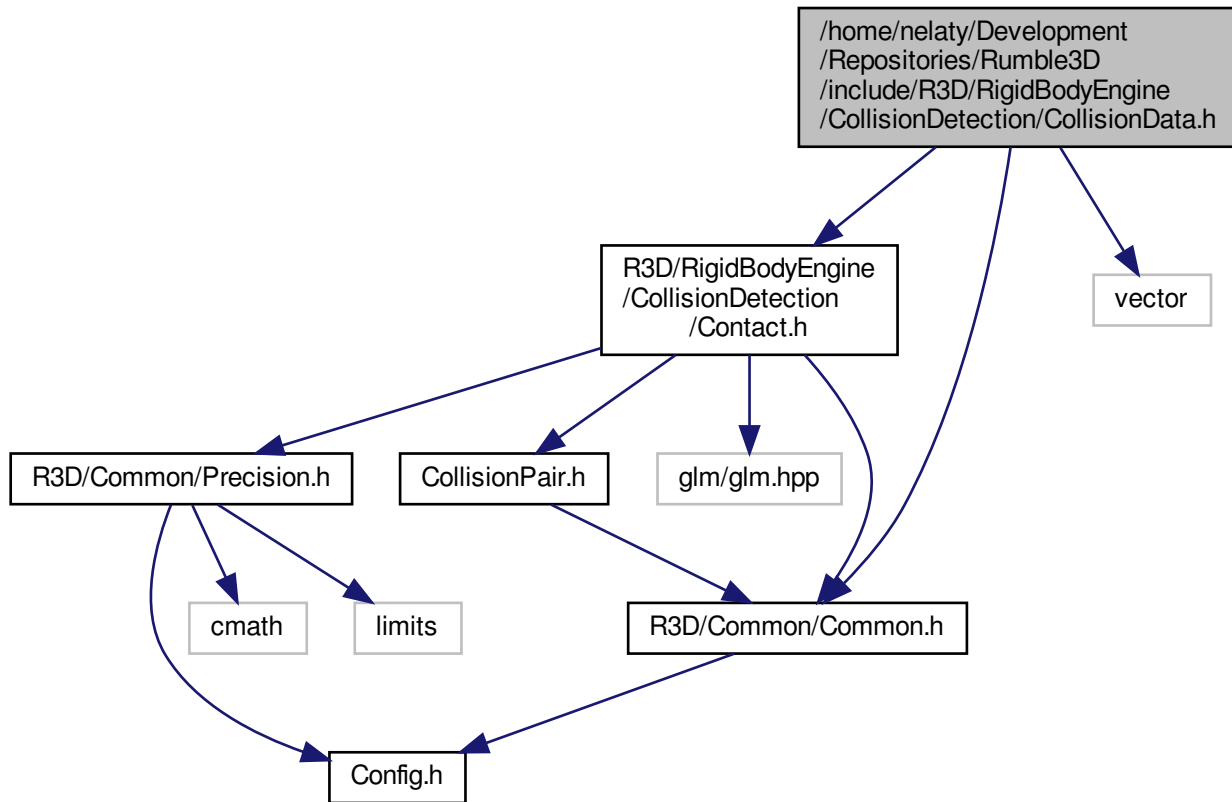 /home/nelaty/Development
/Repositories/Rumble3D
/include/R3D/RigidBodyEngine
/CollisionDetection/CollisionData.h
R3D/RigidBodyEngine
/CollisionDetection
/Contact.h
vector
R3D/Common/Precision.h
CollisionPair.h
glm/glm.hpp
cmath
limits
R3D/Common/Common.h
Config.h